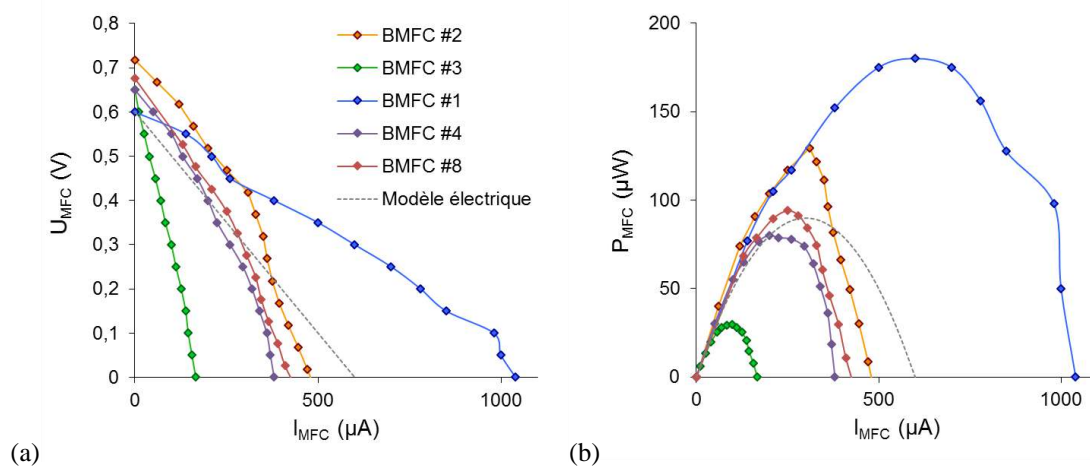 0,8
0,7
0,6
0,5
0,4
0,3
0,2
0,1
0
U_MFC (V)
0
500
1000
I_MFC (µA)
BMFC #2
BMFC #3
BMFC #1
BMFC #4
BMFC #8
Modèle électrique
(a)
200
150
100
50
0
P_MFC (µW)
0
500
1000
I_MFC (µA)
(b)